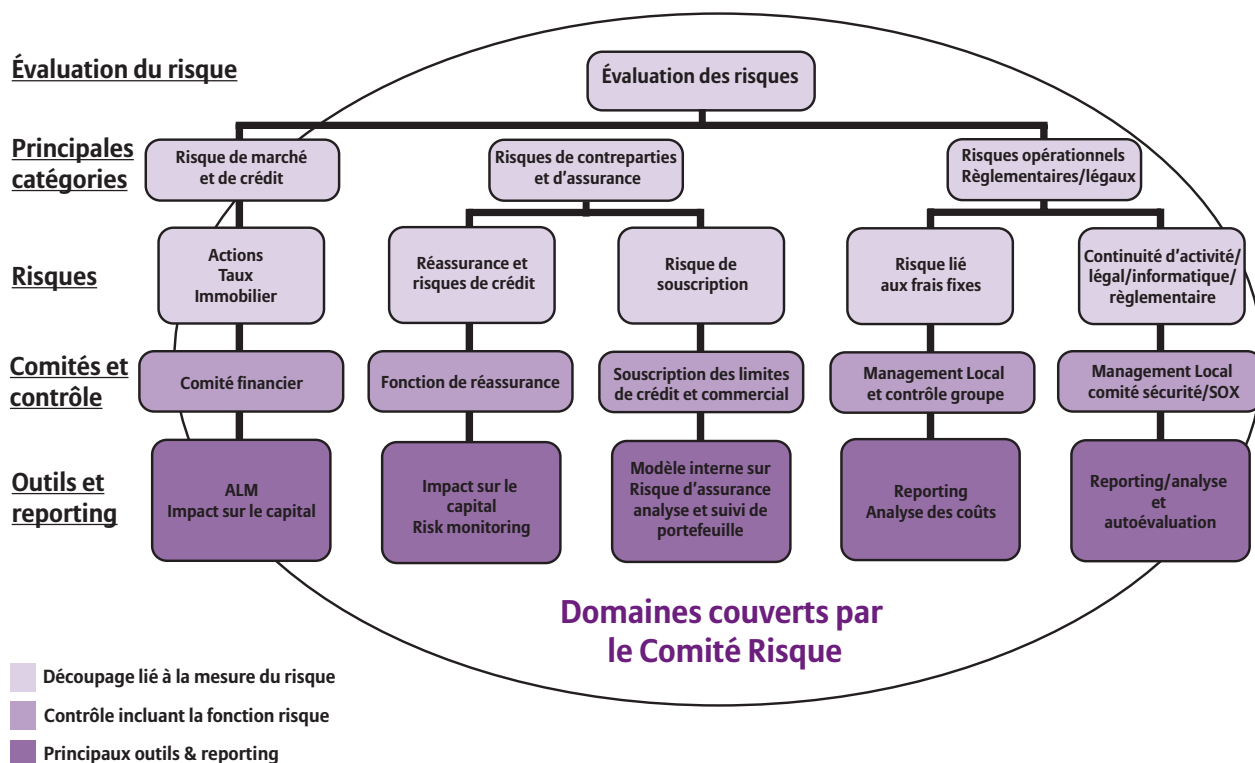 Évaluation du risque
Évaluation des risques
Principales
catégories
Risque de marché
et de crédit
Risques de contreparties
et d'assurance
Risques opérationnels
Règlementaires/légaux
Risques
Actions
Taux
Immobilier
Réassurance et
risques de crédit
Risque de
souscription
Risque lié
aux frais fixes
Continuité d'activité/
légal/informatique/
règlementaire
Comités et
contrôle
Comité financier
Fonction de réassurance
Souscription des limites
de crédit et commercial
Management Local
et contrôle groupe
Management Local
comité sécurité/SOX
Outils et
reporting
ALM
Impact sur le capital
Impact sur le
capital
Risk monitoring
Modèle interne sur
Risque d'assurance
analyse et suivi de
portefeuille
Reporting
Analyse des coûts
Reporting/analyse
et
autoévaluation
Domaines couverts par
le Comité Risque
Découpage lié à la mesure du risque
Contrôle incluant la fonction risque
Principaux outils & reporting